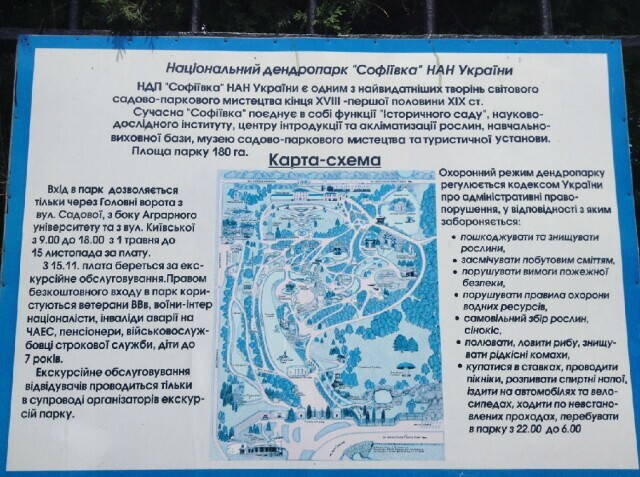 Національний дендропарк "Софіївка" НАН України
НДП "Софіївка" НАН України є одним з найвидатніших творінь світового
садово-паркового мистецтва кінця XVIII -першої половини XIX ст.
Сучасна "Софіївка" поєднує в собі функції "Історичного саду", науково-
дослідного інституту, центру інтродукції та акліматизації рослин, навчально-
виховної бази, музею садово-паркового мистецтва та туристичної установи.
Площа парку 180 га.
Карта-схема
Вхід в парк дозволяється
тільки через Головні ворота з
вул. Садової, з боку Аграрного
університету та з вул. Київської
з 9.00 до 18.00 з 1 травня до
15 листопада за плату.
З 15.11. плата береться за екс-
курсійне обслуговування.Правом
безкоштовного входу в парк кори-
стуються ветерани ВВв, воїни-інтер
націоналісти, інваліди аварії на
ЧАЕС, пенсіонери, військовослуж-
бовці строкової служби, діти до
7 років.
Екскурсійне обслуговування
відвідувачів проводиться тільки
в супроводі організаторів екскур-
сій парку.
Охоронний режим дендропарку
регулюється кодексом України
про адміністративні право-
порушення, у відповідності з яким
забороняється:
• пошкоджувати та знищувати
рослини,
• засмічувати побутовим сміттям,
• порушувати вимоги пожежної
безпеки,
• порушувати правила охорони
водних ресурсів,
• самовільний збір рослин,
сінокіс,
• полювати, ловити рибу, знищу-
вати рідкісні комахи,
• купатися в ставках, проводити
пікніки, розпивати спиртні напої,
їздити на автомобілях та вело-
сипедах, ходити по невстано-
влених проходах, перебувати
в парку з 22.00 до 6.00